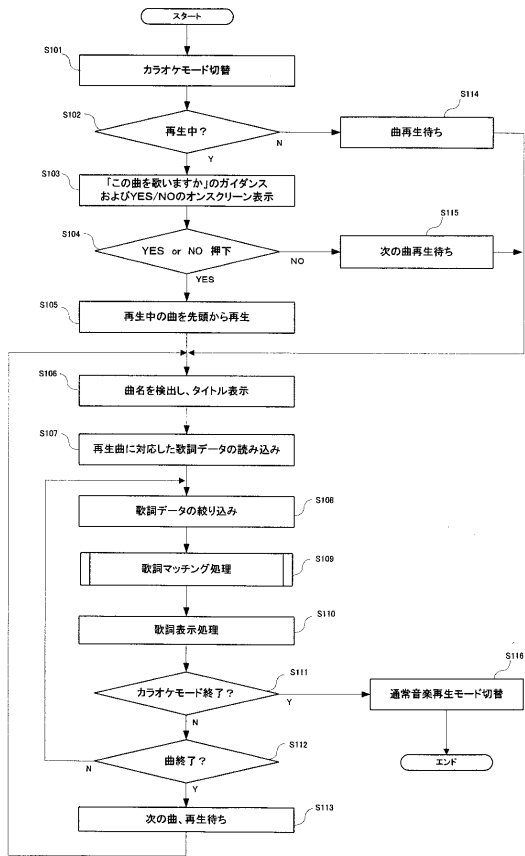 スタート
S101
カラオケモード切替
S102
再生中？
N
Y
S114
曲再生待ち
S103
「この曲を歌いますか」のガイダンス
およびYES/NOのオンスクリーン表示
S104
YES or NO 押下
NO
YES
S115
次の曲再生待ち
S105
再生中の曲を先頭から再生
S106
曲名を検出し、タイトル表示
S107
再生曲に対応した歌詞データの読み込み
S108
歌詞データの絞り込み
S109
歌詞マッチング処理
S110
歌詞表示処理
S111
カラオケモード終了？
Y
N
S116
通常音楽再生モード切替
エンド
S112
曲終了？
N
Y
S113
次の曲、再生待ち